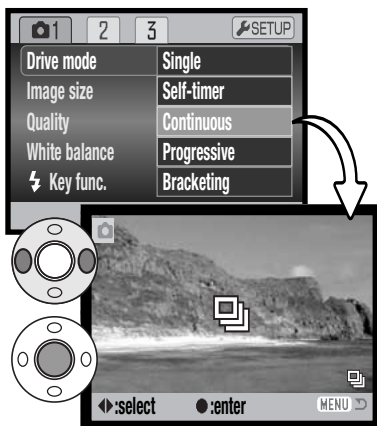 1 2 3 SETUP
Drive mode Single
Image size Self-timer
Quality Continuous
White balance Progressive
Key func. Bracketing
:select :enter MENU